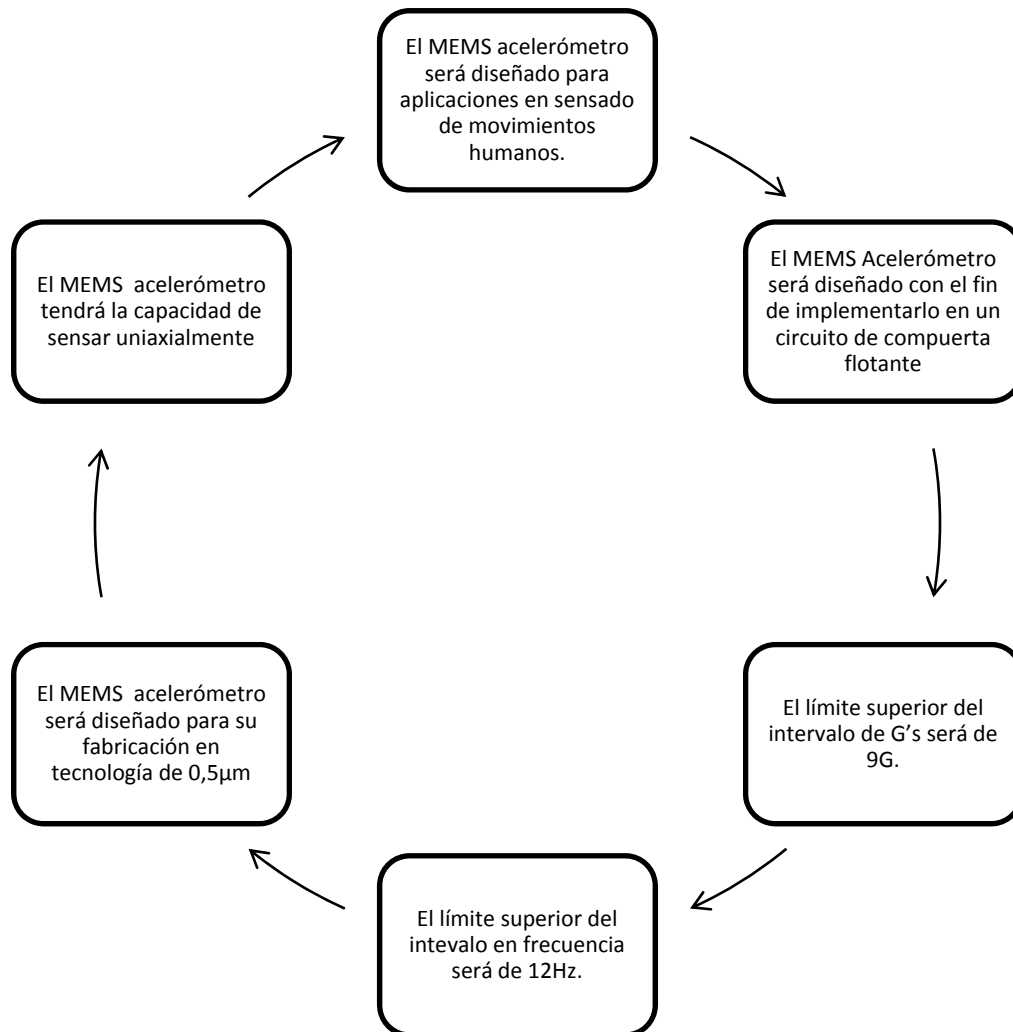 El MEMS acelerómetro
será diseñado para
aplicaciones en sensado
de movimientos
humanos.
El MEMS Acelerómetro
será diseñado con el fin
de implementarlo en un
circuito de compuerta
flotante
El límite superior del
intervalo de G’s será de
9G.
El límite superior del
intevalo en frecuencia
será de 12Hz.
El MEMS acelerómetro
será diseñado para su
fabricación en
tecnología de 0,5µm
El MEMS acelerómetro
tendrá la capacidad de
sensar uniaxialmente